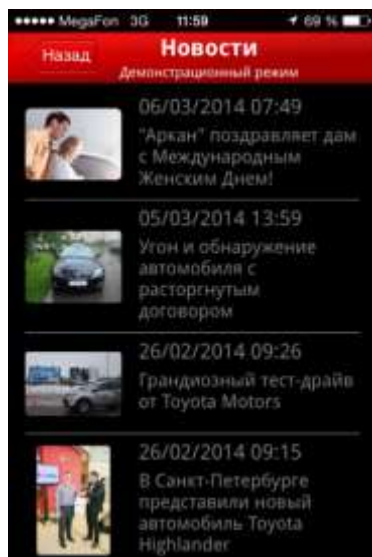 MegaFon 3G 11:59 69 %
Назад
Новости
Демонстрационный режим
06/03/2014 07:49
"Аркан" поздравляет дам
с Международным
Женским Днем!
05/03/2014 13:59
Угон и обнаружение
автомобиля с
расторгнутым
договором
26/02/2014 09:26
Грандиозный тест-драйв
от Toyota Motors
26/02/2014 09:15
В Санкт-Петербурге
представили новый
автомобиль Toyota
Highlander